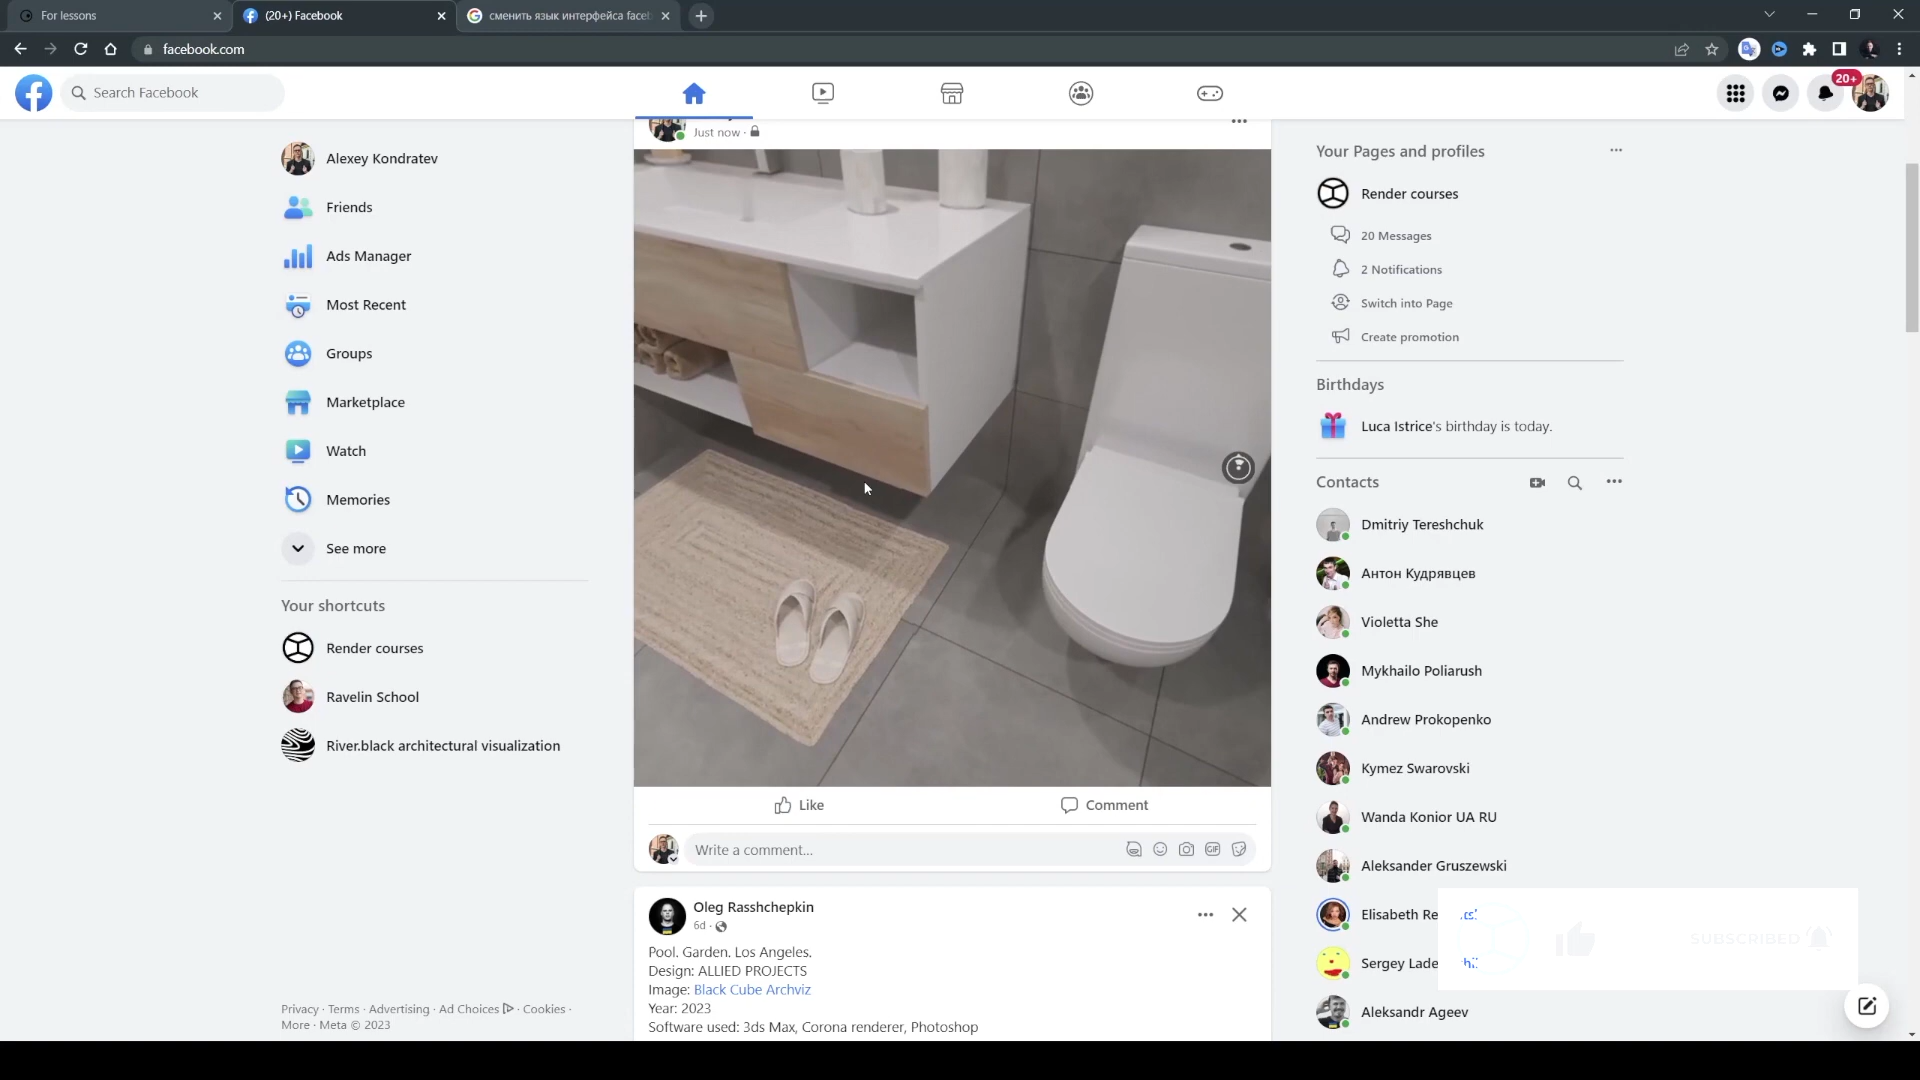 For lessons
(20+) Facebook
сменить язык интерфейса faceb
facebook.com
Search Facebook
20+
Alexey Kondratev
Friends
Ads Manager
Most Recent
Groups
Marketplace
Watch
Memories
See more
Your shortcuts
Render courses
Ravelin School
River.black architectural visualization
Privacy · Terms · Advertising · Ad Choices · Cookies ·
More · Meta © 2023
Just now ·
Like
Comment
Write a comment...
GIF
Oleg Rasshchepkin
6d ·
Pool. Garden. Los Angeles.
Design: ALLIED PROJECTS
Image: Black Cube Archviz
Year: 2023
Software used: 3ds Max, Corona renderer, Photoshop
Your Pages and profiles
Render courses
20 Messages
2 Notifications
Switch into Page
Create promotion
Birthdays
Luca Istrice's birthday is today.
Contacts
Dmitriy Tereshchuk
Антон Кудрявцев
Violetta She
Mykhailo Poliarush
Andrew Prokopenko
Kymez Swarovski
Wanda Konior UA RU
Aleksander Gruszewski
Elisabeth Re
Sergey Lade
SUBSCRIBED
Aleksandr Ageev